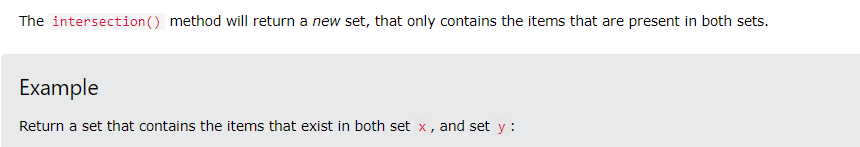 The intersection() method will return a new set, that only contains the items that are present in both sets.
Example
Return a set that contains the items that exist in both set x, and set y: